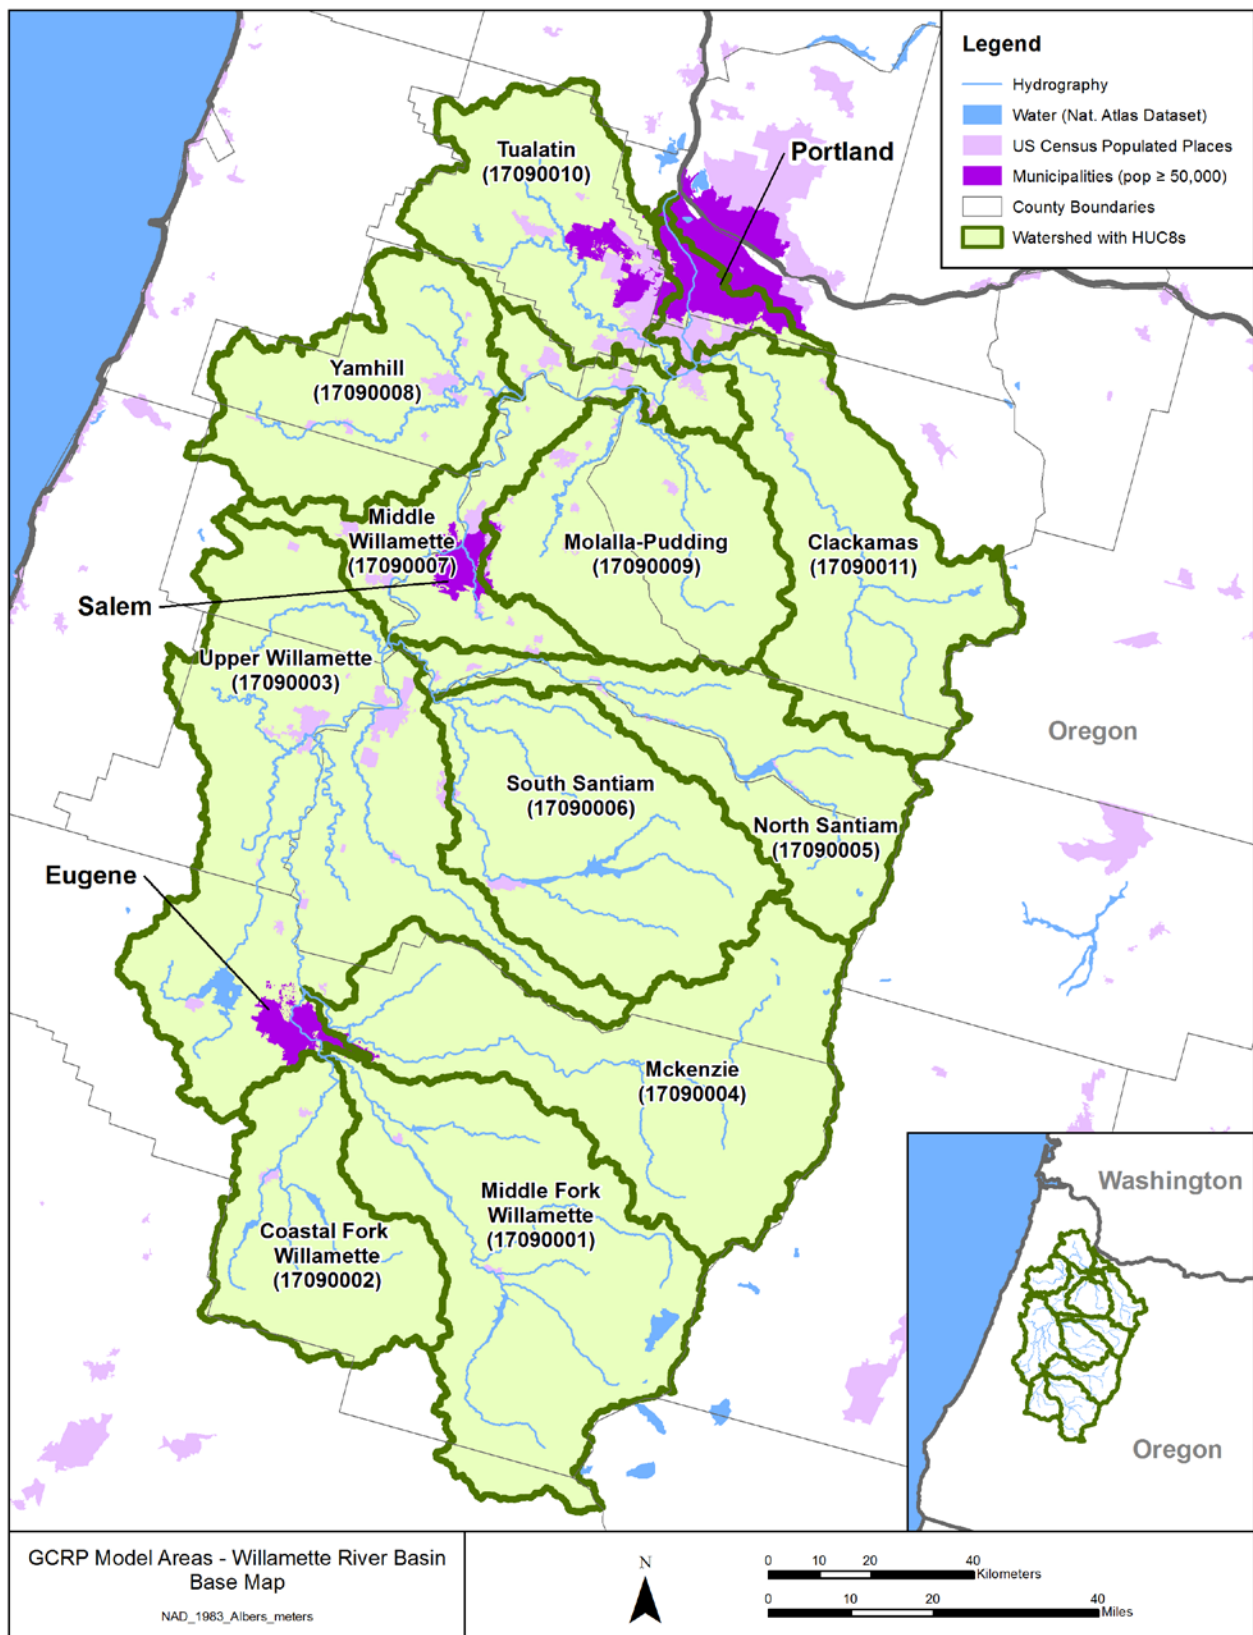 Legend
Hydrography
Water (Nat. Atlas Dataset)
US Census Populated Places
Municipalities (pop ≥ 50,000)
County Boundaries
Watershed with HUC8s
Portland
Tualatin
(17090010)
Yamhill
(17090008)
Middle
Willamette
(17090007)
Molalla-Pudding
(17090009)
Clackamas
(17090011)
Salem
Upper Willamette
(17090003)
Oregon
South Santiam
(17090006)
North Santiam
(17090005)
Eugene
Mckenzie
(17090004)
Middle Fork
Willamette
(17090001)
Coastal Fork
Willamette
(17090002)
Washington
Oregon
GCRP Model Areas - Willamette River Basin
Base Map
NAD_1983_Albers_meters
N
0 10 20 40
Kilometers
0 10 20 40
Miles